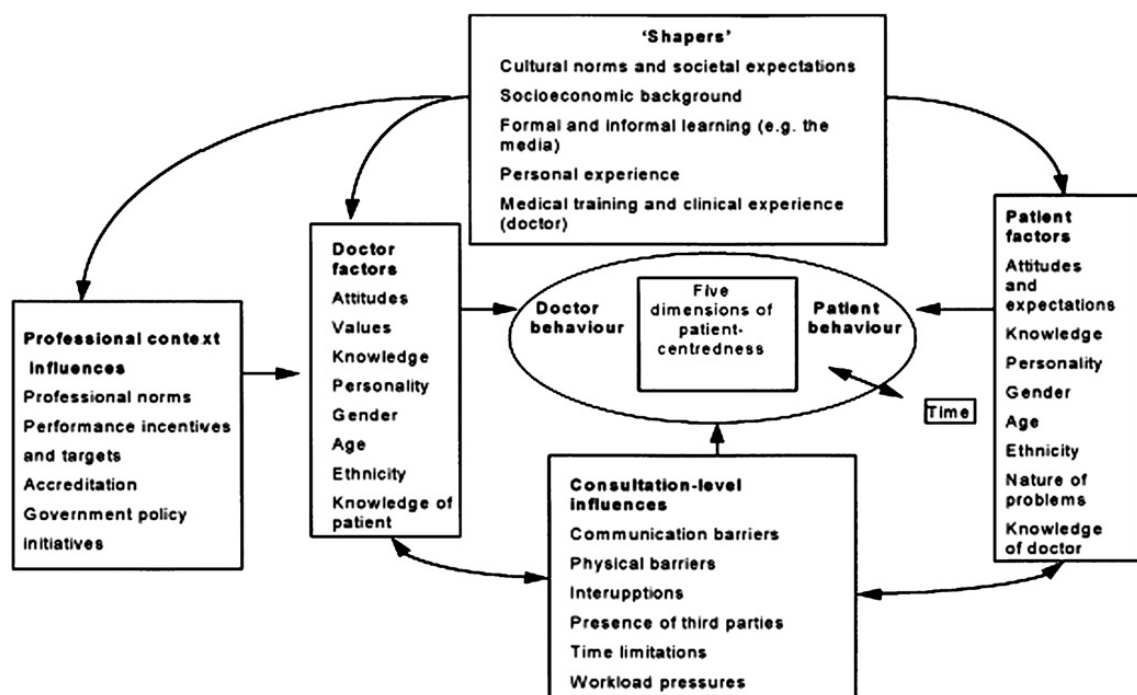 'Shapers'
Cultural norms and societal expectations
Socioeconomic background
Formal and informal learning (e.g. the
media)
Personal experience
Medical training and clinical experience
(doctor)
Doctor
factors
Attitudes
Values
Knowledge
Personality
Gender
Age
Ethnicity
Knowledge of
patient
Professional context
influences
Professional norms
Performance incentives
and targets
Accreditation
Government policy
initiatives
Doctor
behaviour
Five
dimensions of
patient-
centredness
Patient
behaviour
Time
Patient
factors
Attitudes
and
expectations
Knowledge
Personality
Gender
Age
Ethnicity
Nature of
problems
Knowledge
of doctor
Consultation-level
influences
Communication barriers
Physical barriers
Interupptions
Presence of third parties
Time limitations
Workload pressures